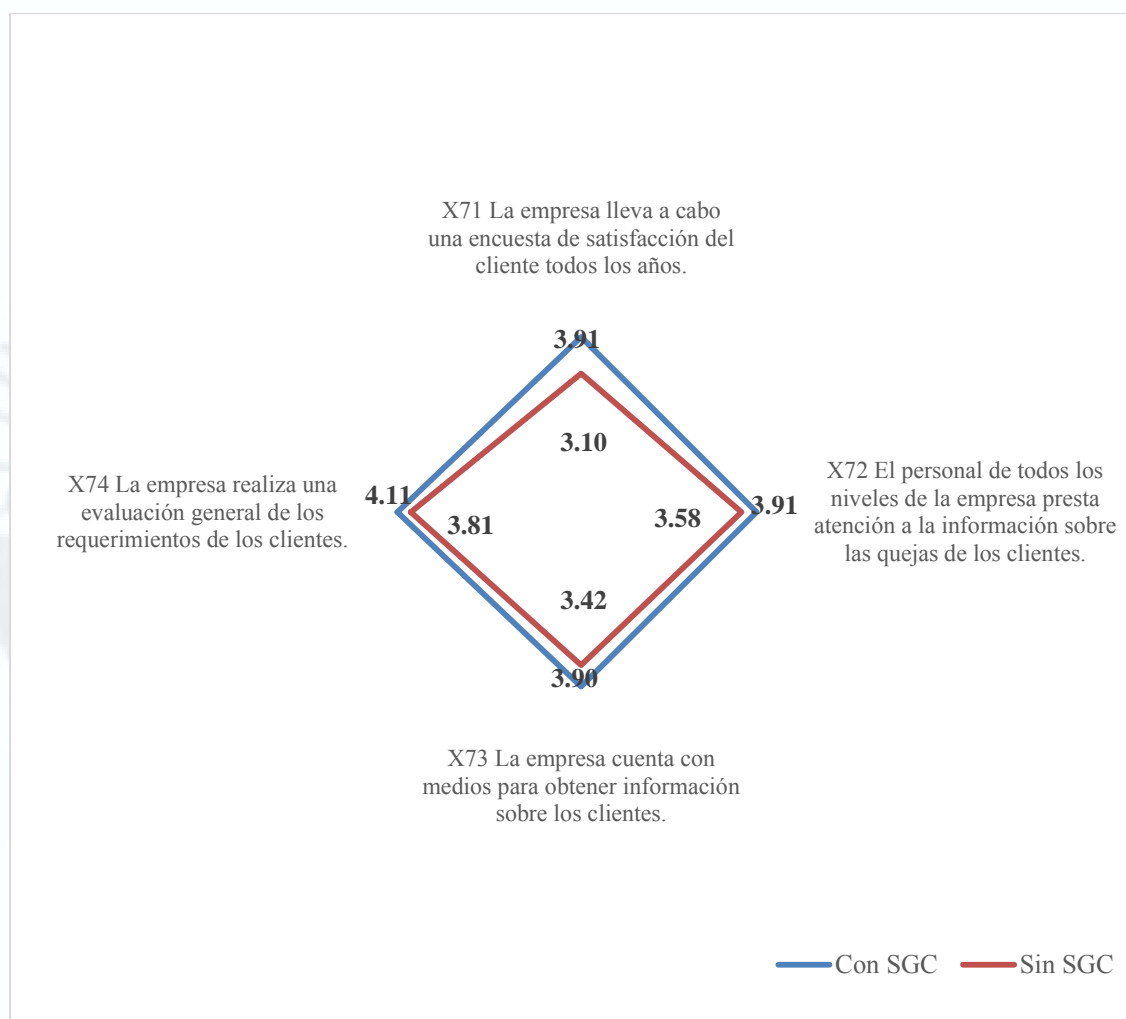 X71 La empresa lleva a cabo
una encuesta de satisfacción del
cliente todos los años.
3.91
3.10
X74 La empresa realiza una
evaluación general de los
requerimientos de los clientes.
4.11
3.81
3.58
3.91
X72 El personal de todos los
niveles de la empresa presta
atención a la información sobre
las quejas de los clientes.
3.42
3.90
X73 La empresa cuenta con
medios para obtener información
sobre los clientes.
Con SGC
Sin SGC